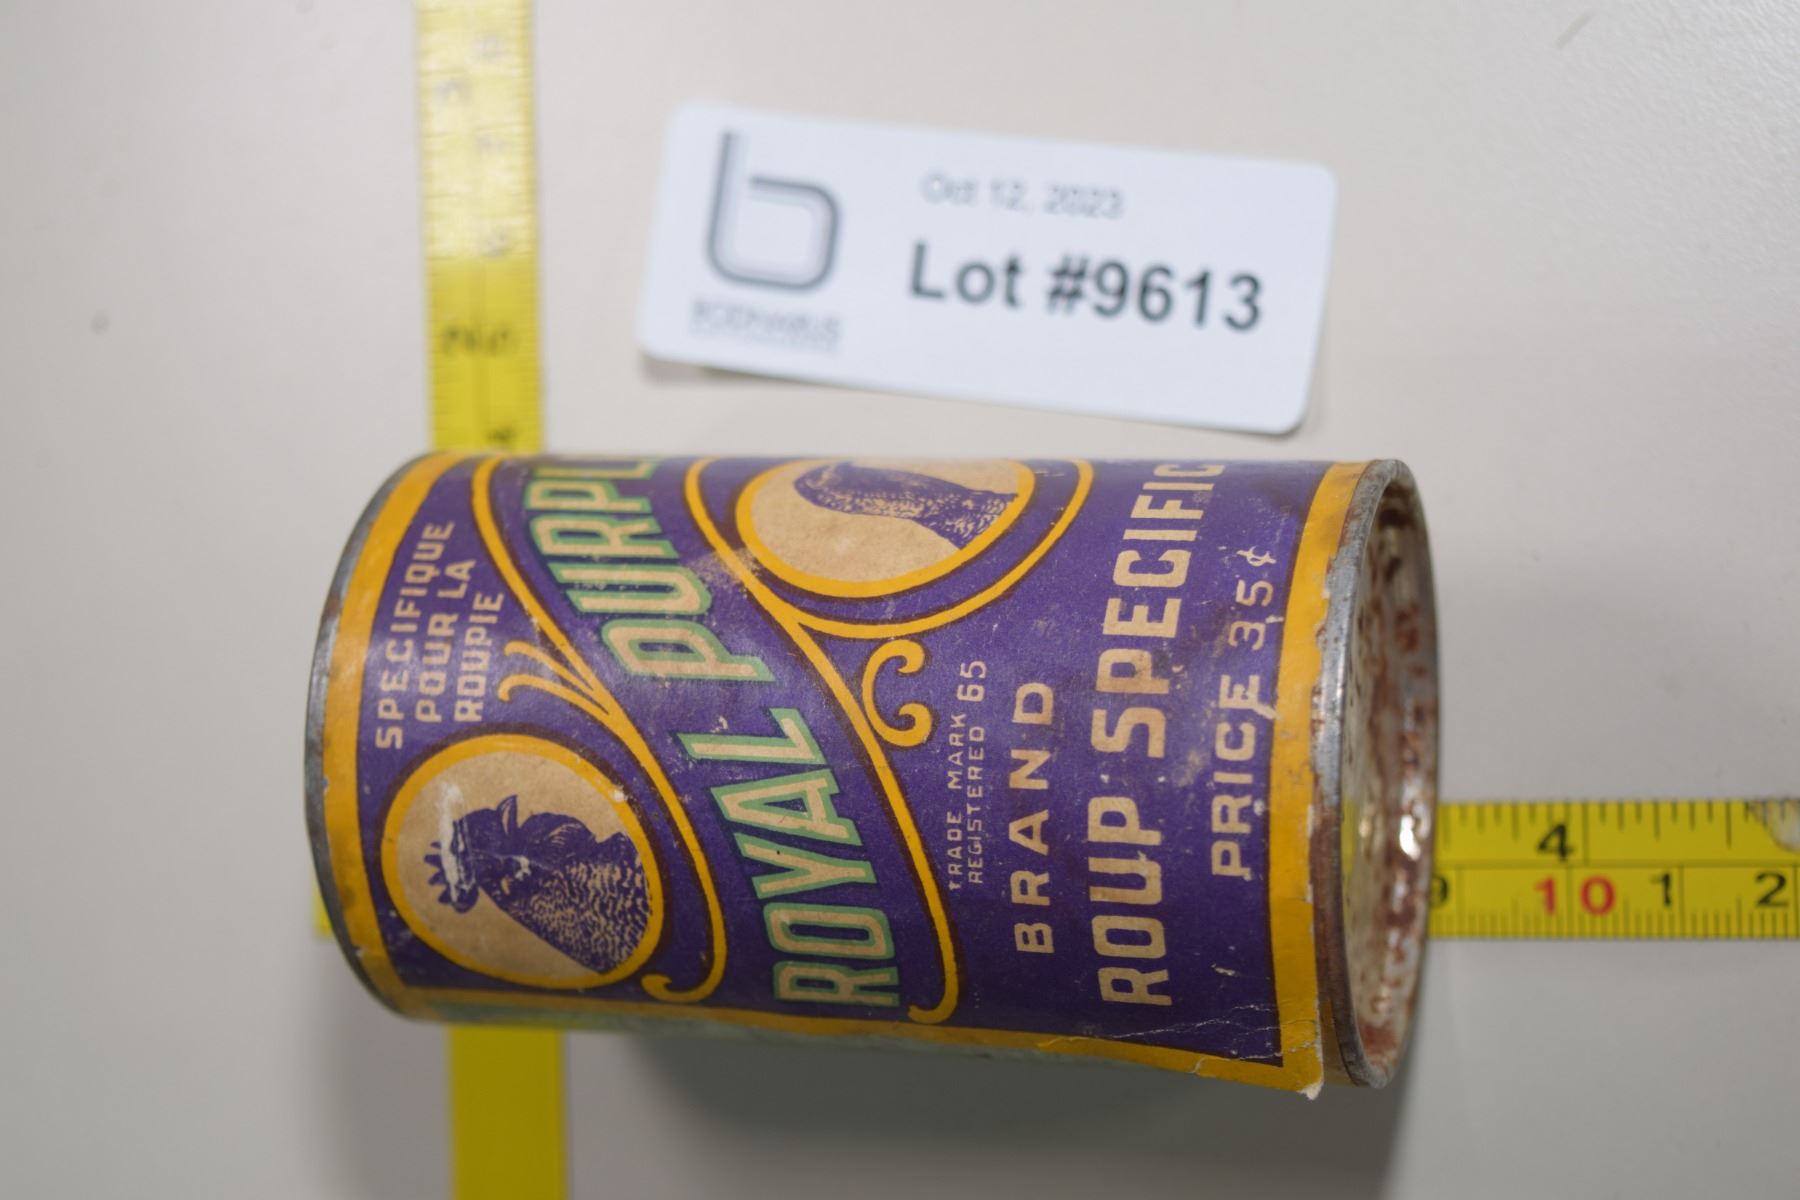 Oct 12, 2023
Lot #9613
SPECIFIQUE
POUR LA
ROUPIE
ROYAL PURPL
TRADE MARK 65
REGISTERED
BRAND
ROUP SPECIFIC
PRICE 35¢
4
9 10 1 2